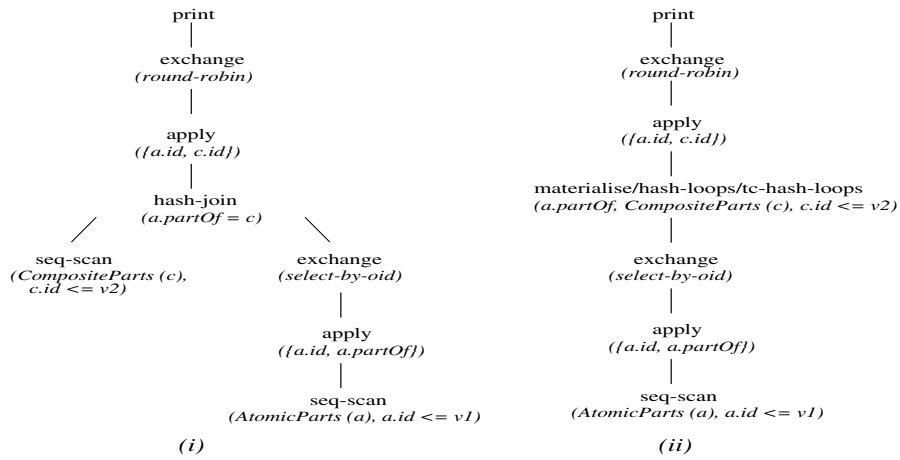 print
exchange
(round-robin)
apply
({a.id, c.id})
hash-join
(a.partOf = c)
seq-scan
(CompositeParts (c),
c.id <= v2)
exchange
(select-by-oid)
apply
({a.id, a.partOf})
seq-scan
(AtomicParts (a), a.id <= v1)
(i)
print
exchange
(round-robin)
apply
({a.id, c.id})
materialise/hash-loops/tc-hash-loops
(a.partOf, CompositeParts (c), c.id <= v2)
exchange
(select-by-oid)
apply
({a.id, a.partOf})
seq-scan
(AtomicParts (a), a.id <= v1)
(ii)